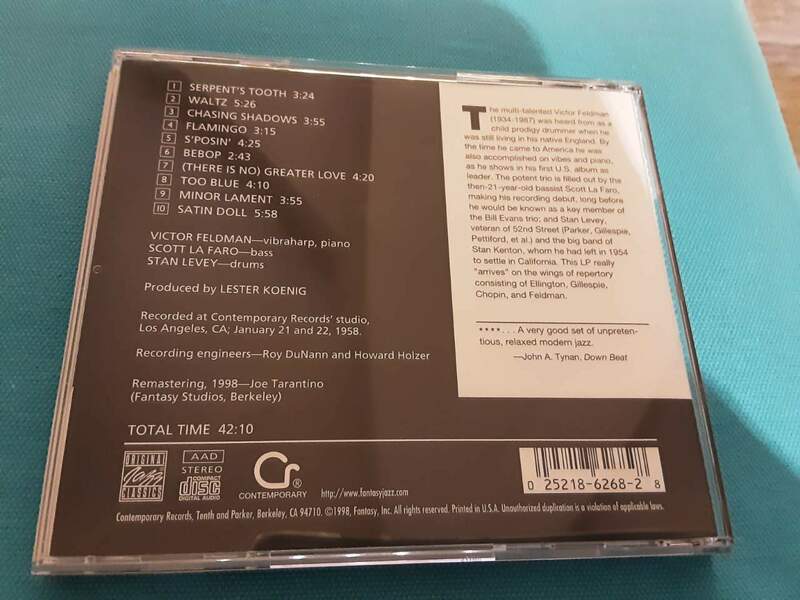 1 SERPENT'S TOOTH 3:24
2 WALTZ 5:26
3 CHASING SHADOWS 3:55
4 FLAMINGO 3:15
5 S'POSIN' 4:25
6 BEBOP 2:43
7 (THERE IS NO) GREATER LOVE 4:20
8 TOO BLUE 4:10
9 MINOR LAMENT 3:55
10 SATIN DOLL 5:58
VICTOR FELDMAN—vibraharp, piano
SCOTT LA FARO—bass
STAN LEVEY—drums
Produced by LESTER KOENIG
Recorded at Contemporary Records' studio,
Los Angeles, CA; January 21 and 22, 1958.
Recording engineers—Roy DuNann and Howard Holzer
Remastering, 1998—Joe Tarantino
(Fantasy Studios, Berkeley)
TOTAL TIME 42:10
The multi-talented Victor Feldman
(1934-1987) was heard from as a
child prodigy drummer when he
was still living in his native England. By
the time he came to America he was
also accomplished on vibes and piano,
as he shows in his first U.S. album as
leader. The potent trio is filled out by the
then-21-year-old bassist Scott La Faro,
making his recording debut, long before
he would be known as a key member of
the Bill Evans trio; and Stan Levey,
veteran of 52nd Street (Parker, Gillespie,
Pettiford, et al.) and the big band of
Stan Kenton, whom he had left in 1954
to settle in California. This LP really
"arrives" on the wings of repertory
consisting of Ellington, Gillespie,
Chopin, and Feldman.
★★★★. . . A very good set of unpreten-
tious, relaxed modern jazz.
—John A. Tynan, Down Beat
ORIGINAL
Jazz
CLASSICS
AAD
STEREO
COMPACT
disc
DIGITAL AUDIO
CR ®
CONTEMPORARY
http://www.fantasyjazz.com
0 25218-6268-2 8
Contemporary Records, Tenth and Parker, Berkeley, CA 94710. ©1998, Fantasy, Inc. All rights reserved. Printed in U.S.A. Unauthorized duplication is a violation of applicable laws.